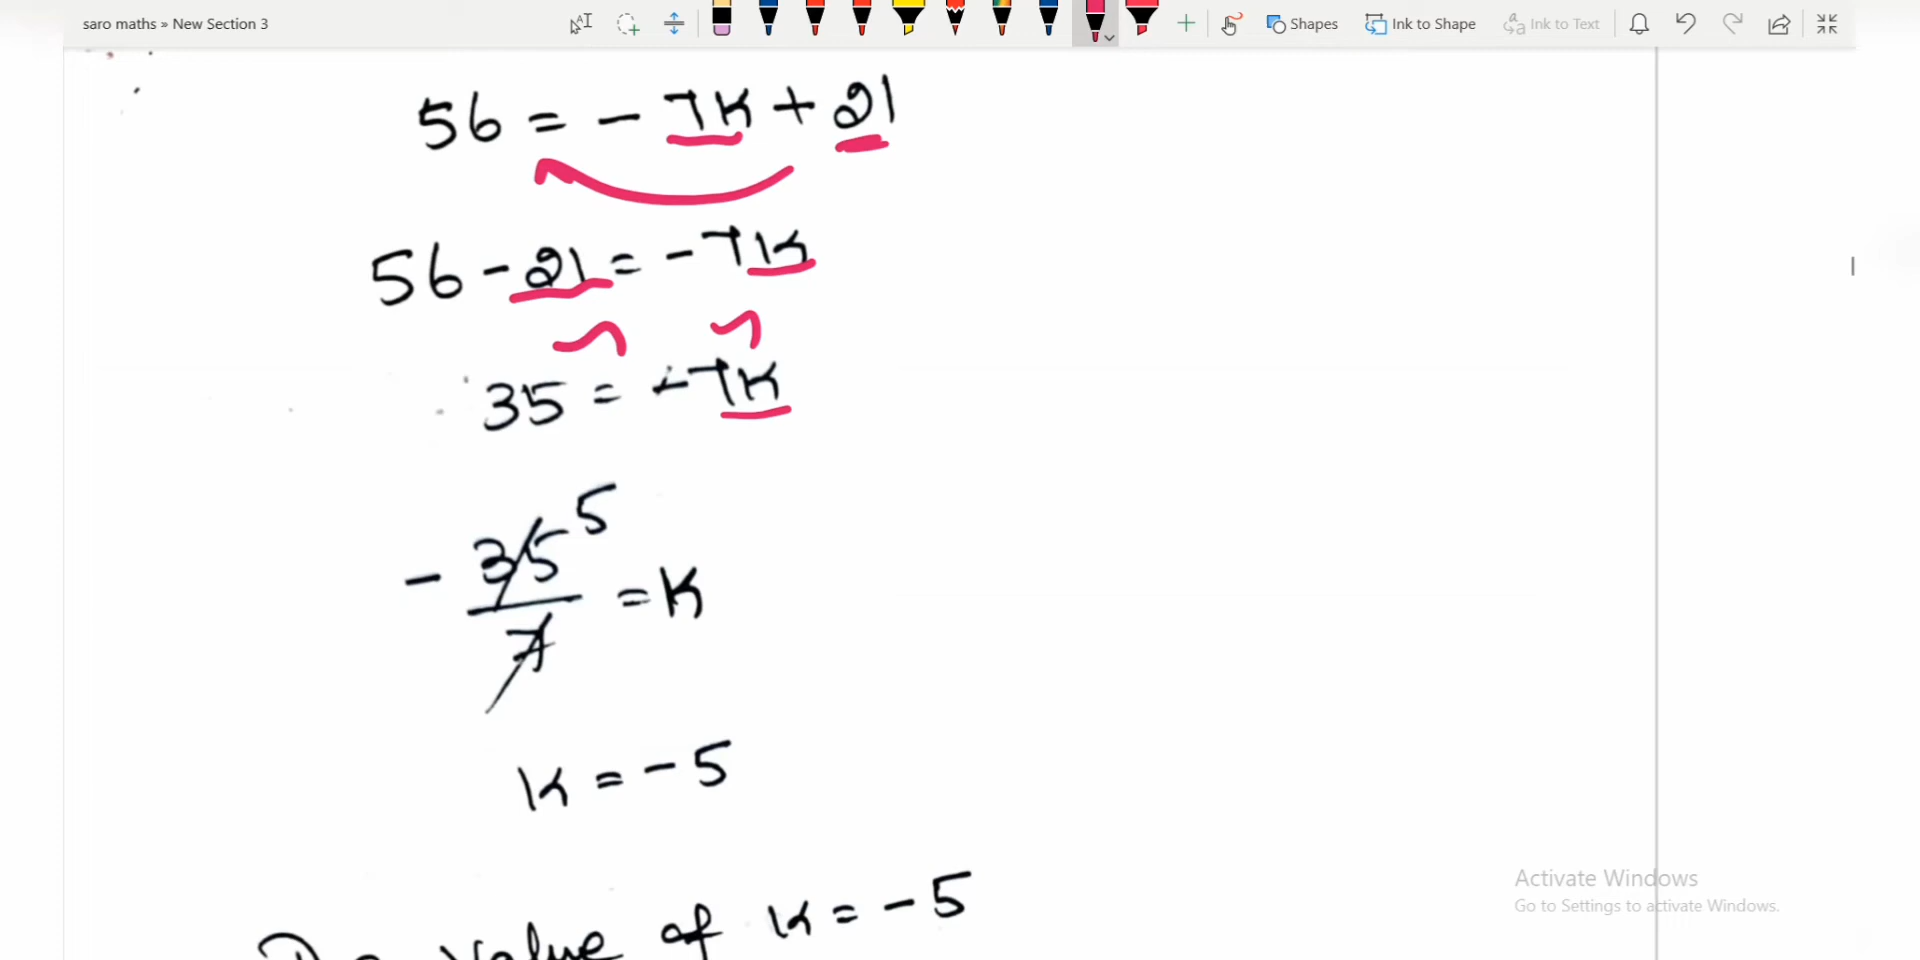 saro maths » New Section 3
Shapes Ink to Shape Ink to Text
56 = - 7K + 21
56 - 21 = - 7K
35 = -7K
- 35/7 5 = K
K = - 5
value of K = - 5
Activate Windows
Go to Settings to activate Windows.